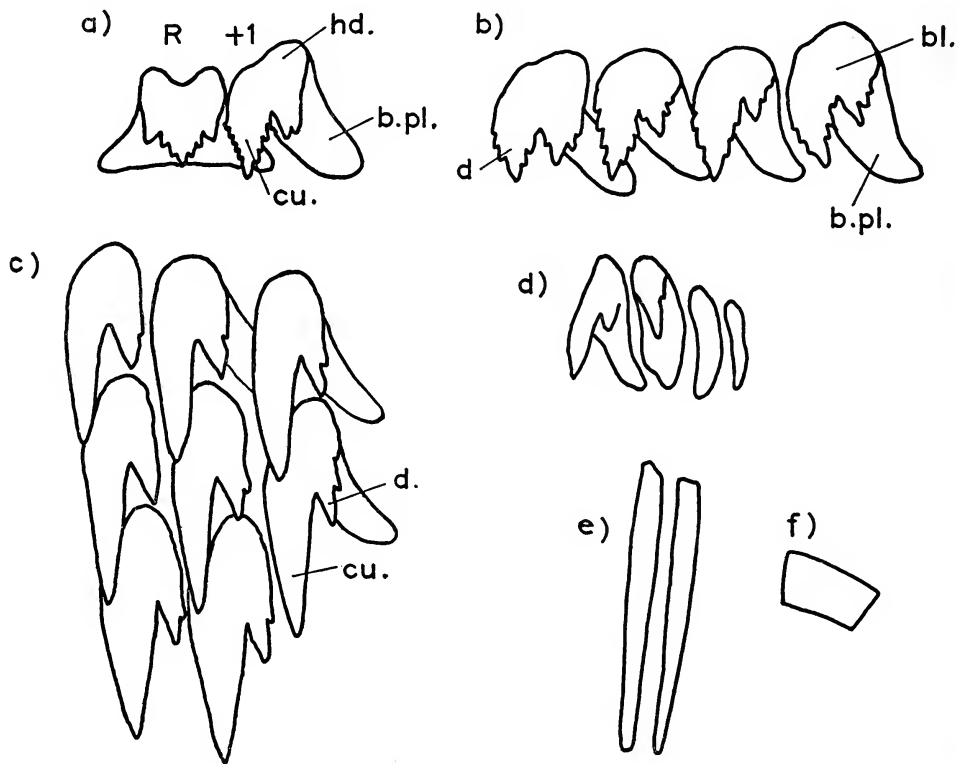 a)
R +1
hd.
b.pl.
cu.
b)
bl.
d
b.pl.
c)
d.
cu.
d)
e)
f)